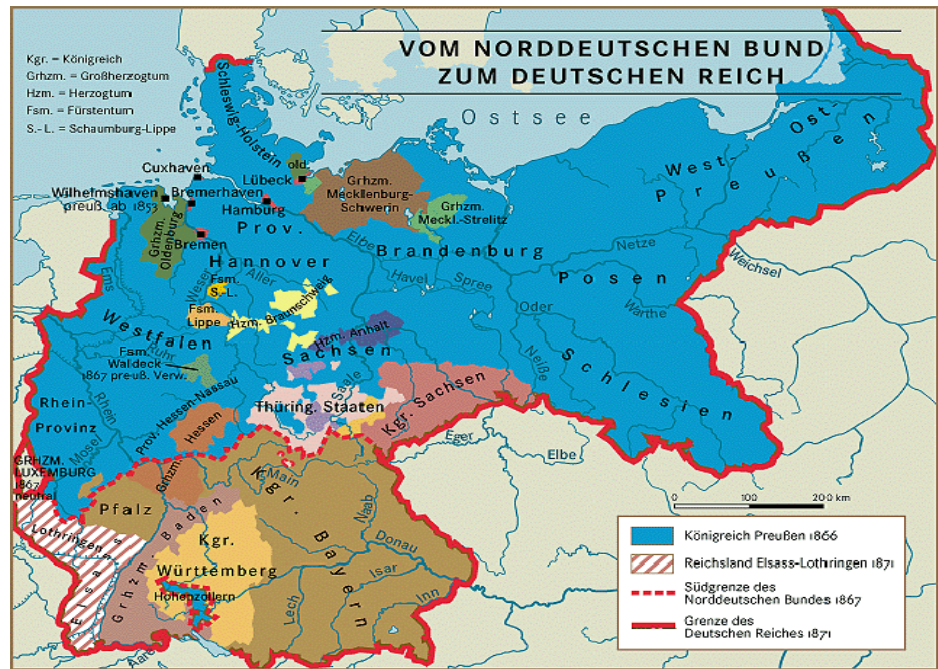 VOM NORDDEUTSCHEN BUND
ZUM DEUTSCHEN REICH
Kgr. = Königreich
Grhzm. = Großherzogtum
Hzm. = Herzogtum
Fsm. = Fürstentum
S.-L. = Schaumburg-Lippe
Ostsee
Schleswig-Holstein
old.
Cuxhaven
Lübeck
Wilhelmshaven
preuß. ab 1853
Bremerhaven
Hamburg
Grhzm.
Mecklenburg-
Schwerin
Grhzm.
Meckl.-Strelitz
West-
Ost-
Preußen
Grhzm.
Oldenburg
Bremen
Prov.
Hannover
Elbe
Brandenburg
Netze
Weichsel
Ems
Weser
Aller
Havel
Spree
Posen
Warthe
Oder
Fsm.
S.-L.
Fsm.
Lippe
Hzm. Braunschweig
Westfalen
Hzm. Anhalt
Sachsen
Ruhr
Fsm.
Waldeck
1867 preuß. Verw.
Neiße
Schlesien
Saale
Rhein-
Provinz
Rhein
Prov. Hessen-Nassau
Thüring. Staaten
Kgr. Sachsen
Mosel
Grhzm.
Hessen
Eger
Elbe
GRHZM.
LUXEMBURG
1867
neutral
Main
Pfalz
Kgr. Bayern
Naab
Lothringen
Elsass
Grhzm. Baden
Kgr.
Württemberg
Donau
Isar
Hohenzollern
Lech
Inn
Aare
0 100 200 km
Königreich Preußen 1866
Reichsland Elsass-Lothringen 1871
Südgrenze des
Norddeutschen Bundes 1867
Grenze des
Deutschen Reiches 1871